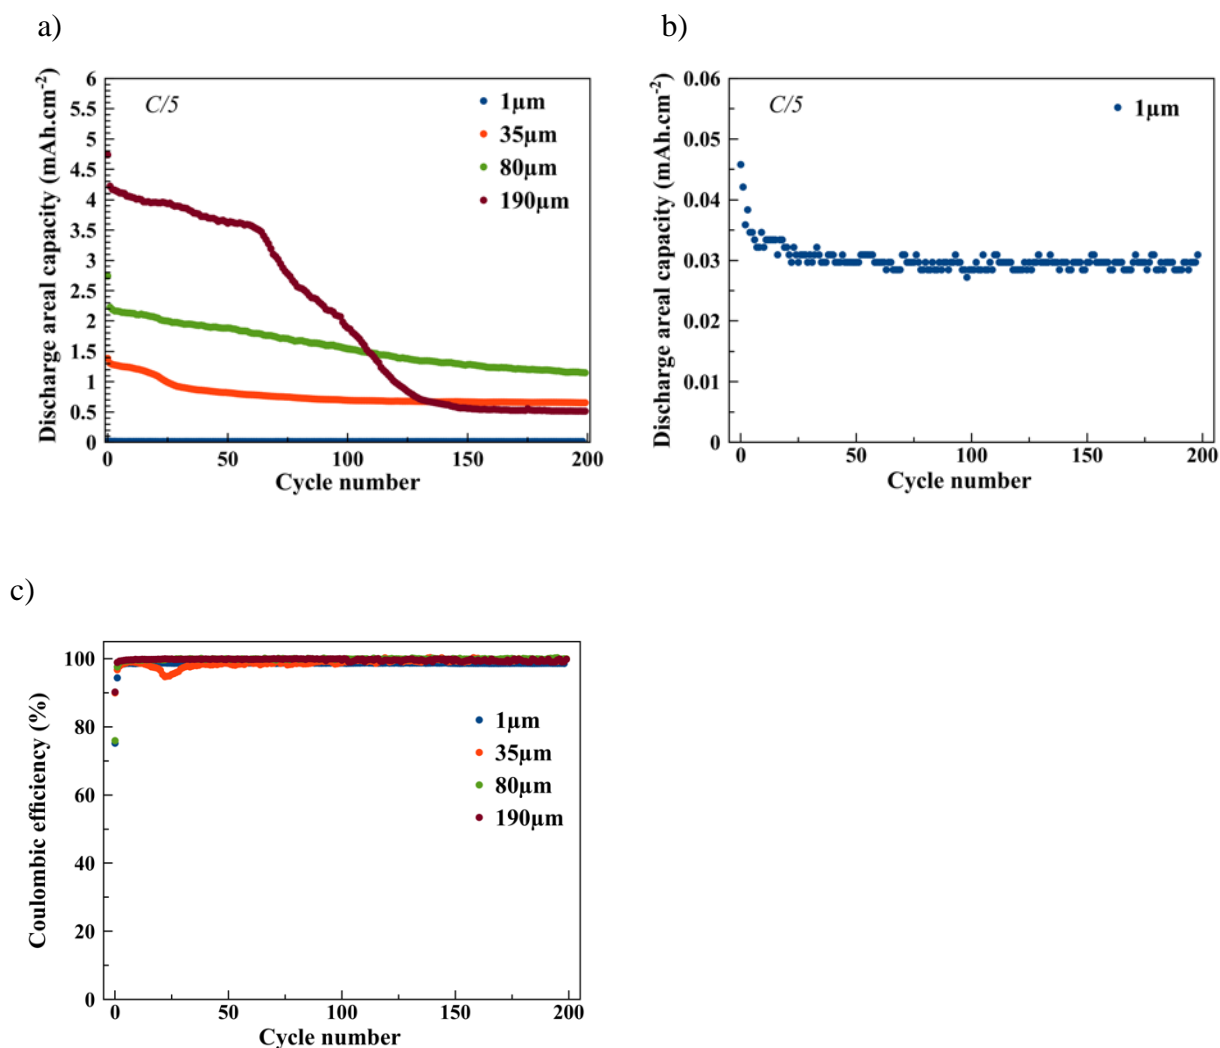 a)
Discharge areal capacity (mAh.cm-2)
6
5.5
5
4.5
4
3.5
3
2.5
2
1.5
1
0.5
0
C/5
1µm
35µm
80µm
190µm
0 50 100 150 200
Cycle number
b)
Discharge areal capacity (mAh.cm-2)
0.06
0.05
0.04
0.03
0.02
0.01
0
C/5
1µm
0 50 100 150 200
Cycle number
c)
Coulombic efficiency (%)
100
80
60
40
20
0
1µm
35µm
80µm
190µm
0 50 100 150 200
Cycle number